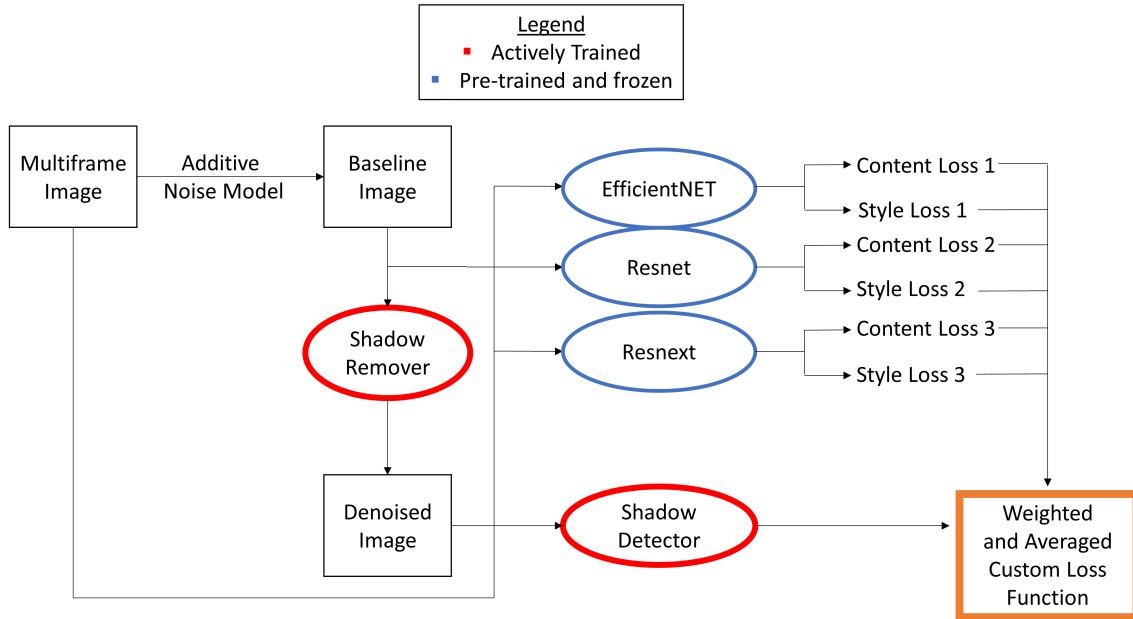 Legend
Actively Trained
Pre-trained and frozen
Multiframe
Image
Additive
Noise Model
Baseline
Image
EfficientNET
Content Loss 1
Style Loss 1
Resnet
Content Loss 2
Style Loss 2
Shadow
Remover
Resnext
Content Loss 3
Style Loss 3
Denoised
Image
Shadow
Detector
Weighted
and Averaged
Custom Loss
Function